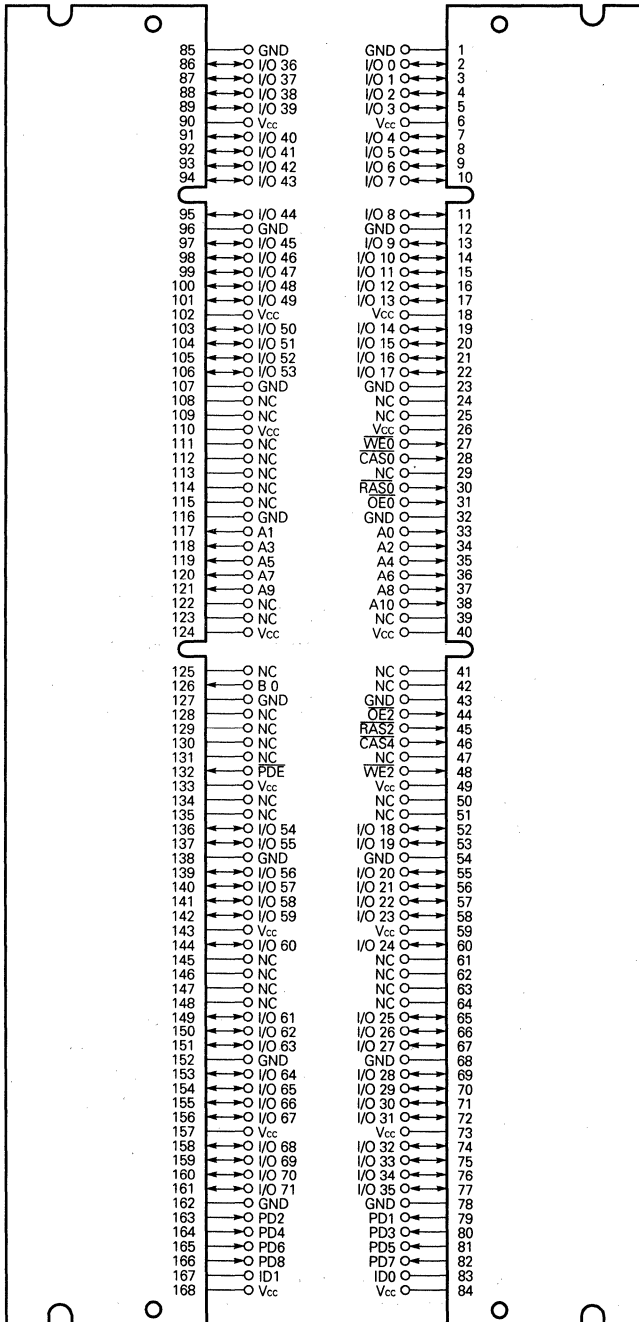 85 GND GND 1
86 I/O 36 I/O 0 2
87 I/O 37 I/O 1 3
88 I/O 38 I/O 2 4
89 I/O 39 I/O 3 5
90 Vcc Vcc 6
91 I/O 40 I/O 4 7
92 I/O 41 I/O 5 8
93 I/O 42 I/O 6 9
94 I/O 43 I/O 7 10
95 I/O 44 I/O 8 11
96 GND GND 12
97 I/O 45 I/O 9 13
98 I/O 46 I/O 10 14
99 I/O 47 I/O 11 15
100 I/O 48 I/O 12 16
101 I/O 49 I/O 13 17
102 Vcc Vcc 18
103 I/O 50 I/O 14 19
104 I/O 51 I/O 15 20
105 I/O 52 I/O 16 21
106 I/O 53 I/O 17 22
107 GND GND 23
108 NC NC 24
109 NC NC 25
110 Vcc Vcc 26
111 NC W̅E̅0̅ 27
112 NC C̅A̅S̅0̅ 28
113 NC NC 29
114 NC R̅A̅S̅0̅ 30
115 NC O̅E̅0̅ 31
116 GND GND 32
117 A1 A0 33
118 A3 A2 34
119 A5 A4 35
120 A7 A6 36
121 A9 A8 37
122 NC A10 38
123 NC NC 39
124 Vcc Vcc 40
125 NC NC 41
126 B 0 NC 42
127 GND GND 43
128 NC O̅E̅2̅ 44
129 NC R̅A̅S̅2̅ 45
130 NC C̅A̅S̅4̅ 46
131 NC NC 47
132 P̅D̅E̅ W̅E̅2̅ 48
133 Vcc Vcc 49
134 NC NC 50
135 NC NC 51
136 I/O 54 I/O 18 52
137 I/O 55 I/O 19 53
138 GND GND 54
139 I/O 56 I/O 20 55
140 I/O 57 I/O 21 56
141 I/O 58 I/O 22 57
142 I/O 59 I/O 23 58
143 Vcc Vcc 59
144 I/O 60 I/O 24 60
145 NC NC 61
146 NC NC 62
147 NC NC 63
148 NC NC 64
149 I/O 61 I/O 25 65
150 I/O 62 I/O 26 66
151 I/O 63 I/O 27 67
152 GND GND 68
153 I/O 64 I/O 28 69
154 I/O 65 I/O 29 70
155 I/O 66 I/O 30 71
156 I/O 67 I/O 31 72
157 Vcc Vcc 73
158 I/O 68 I/O 32 74
159 I/O 69 I/O 33 75
160 I/O 70 I/O 34 76
161 I/O 71 I/O 35 77
162 GND GND 78
163 PD2 PD1 79
164 PD4 PD3 80
165 PD6 PD5 81
166 PD8 PD7 82
167 ID1 ID0 83
168 Vcc Vcc 84